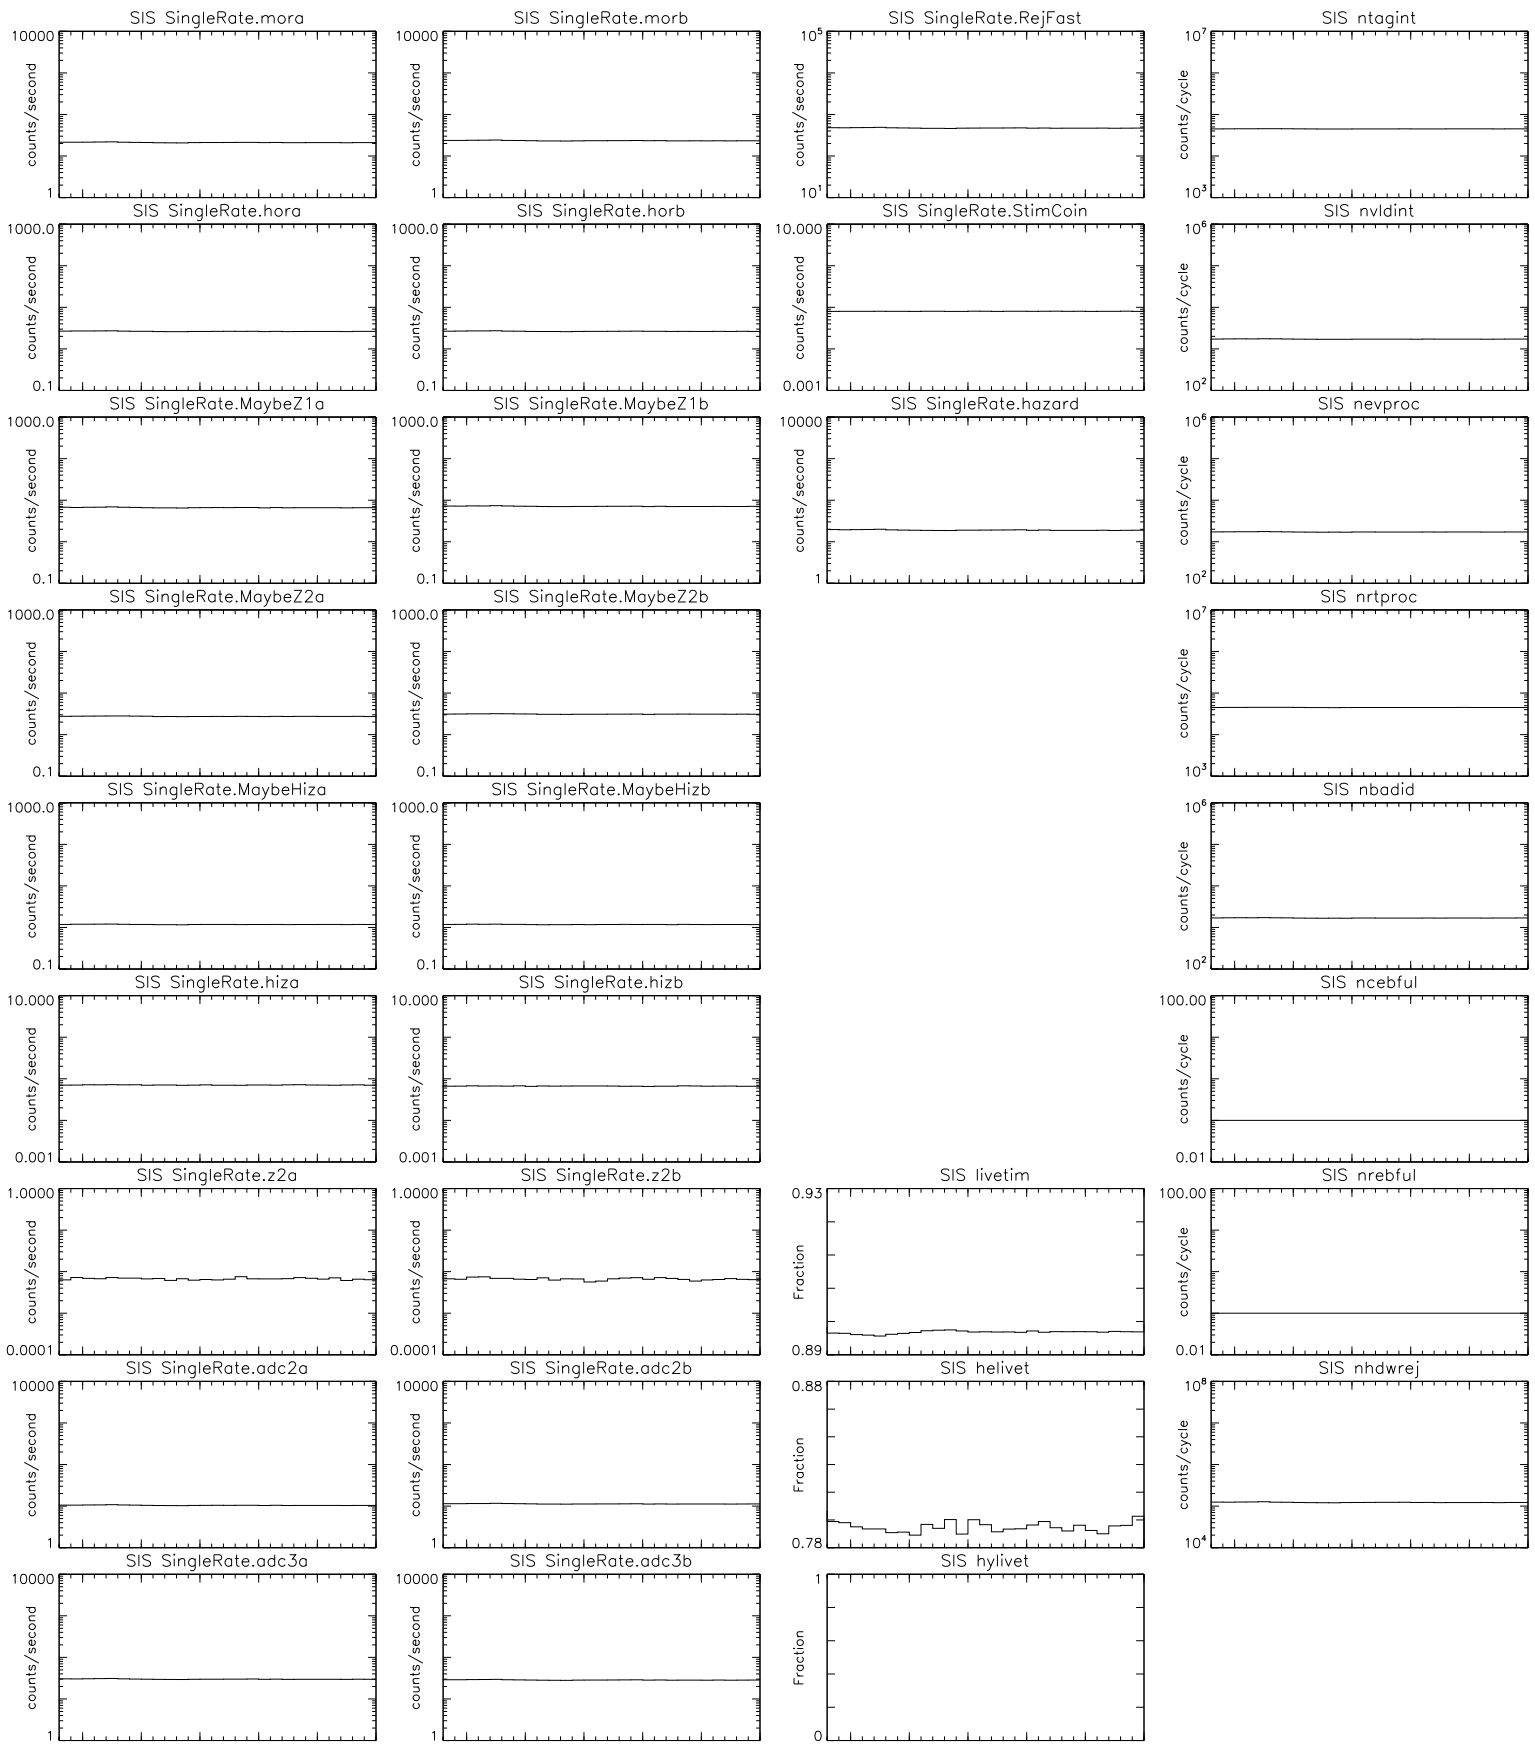 SIS SingleRate.mora
10000
counts/second
1
SIS SingleRate.morb
10000
counts/second
1
SIS SingleRate.RejFast
10⁵
counts/second
10¹
SIS ntagint
10⁷
counts/cycle
10³
SIS SingleRate.hora
1000.0
counts/second
0.1
SIS SingleRate.horb
1000.0
counts/second
0.1
SIS SingleRate.StimCoin
10.000
counts/second
0.001
SIS nvldint
10⁶
counts/cycle
10²
SIS SingleRate.MaybeZ1a
1000.0
counts/second
0.1
SIS SingleRate.MaybeZ1b
1000.0
counts/second
0.1
SIS SingleRate.hazard
10000
counts/second
1
SIS nevproc
10⁶
counts/cycle
10²
SIS SingleRate.MaybeZ2a
1000.0
counts/second
0.1
SIS SingleRate.MaybeZ2b
1000.0
counts/second
0.1
SIS nrtproc
10⁷
counts/cycle
10³
SIS SingleRate.MaybeHiza
1000.0
counts/second
0.1
SIS SingleRate.MaybeHizb
1000.0
counts/second
0.1
SIS nbadid
10⁶
counts/cycle
10²
SIS SingleRate.hiza
10.000
counts/second
0.001
SIS SingleRate.hizb
10.000
counts/second
0.001
SIS ncebful
100.00
counts/cycle
0.01
SIS SingleRate.z2a
1.0000
counts/second
0.0001
SIS SingleRate.z2b
1.0000
counts/second
0.0001
SIS livetim
0.93
Fraction
0.89
SIS nrebful
100.00
counts/cycle
0.01
SIS SingleRate.adc2a
10000
counts/second
1
SIS SingleRate.adc2b
10000
counts/second
1
SIS helivet
0.88
Fraction
0.78
SIS nhdwrej
10⁸
counts/cycle
10⁴
SIS SingleRate.adc3a
10000
counts/second
1
SIS SingleRate.adc3b
10000
counts/second
1
SIS hylivet
1
Fraction
0